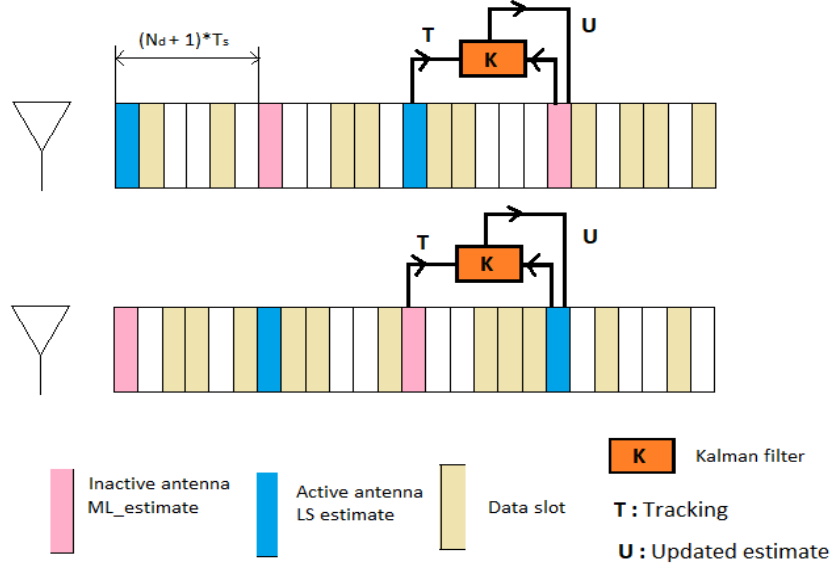 (Nd + 1)*Ts
T
K
U
T
K
U
Inactive antenna
ML_estimate
Active antenna
LS estimate
Data slot
K
Kalman filter
T : Tracking
U : Updated estimate